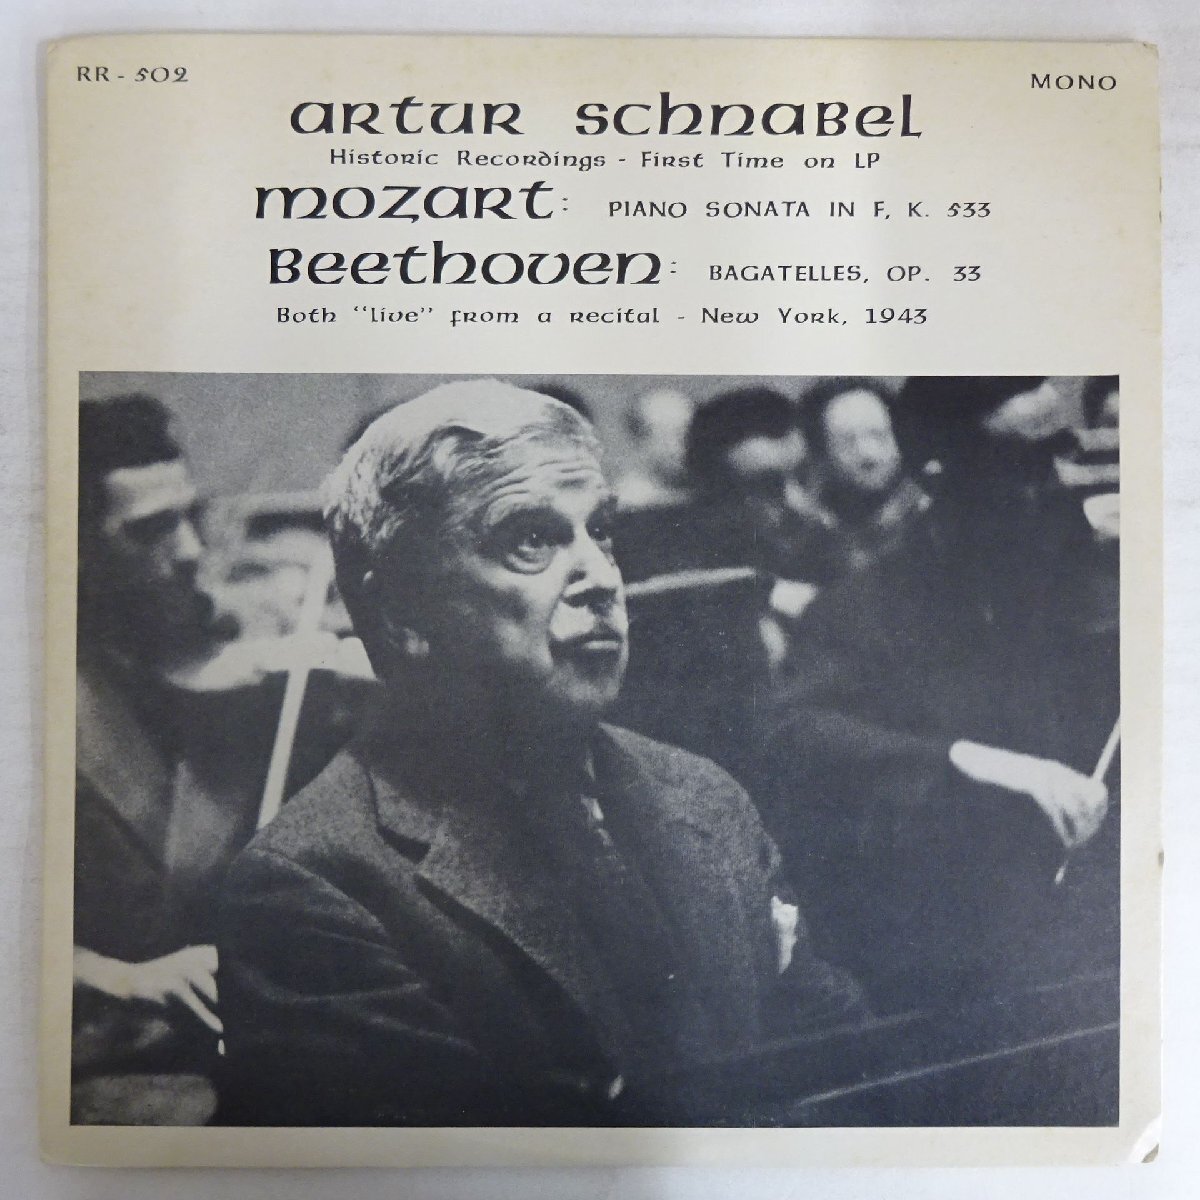 RR - 502
MONO
Artur Schnabel
Historic Recordings - First Time on LP
Mozart: PIANO SONATA IN F, K. 533
Beethoven: BAGATELLES, OP. 33
Both "live" from a recital - New York, 1943